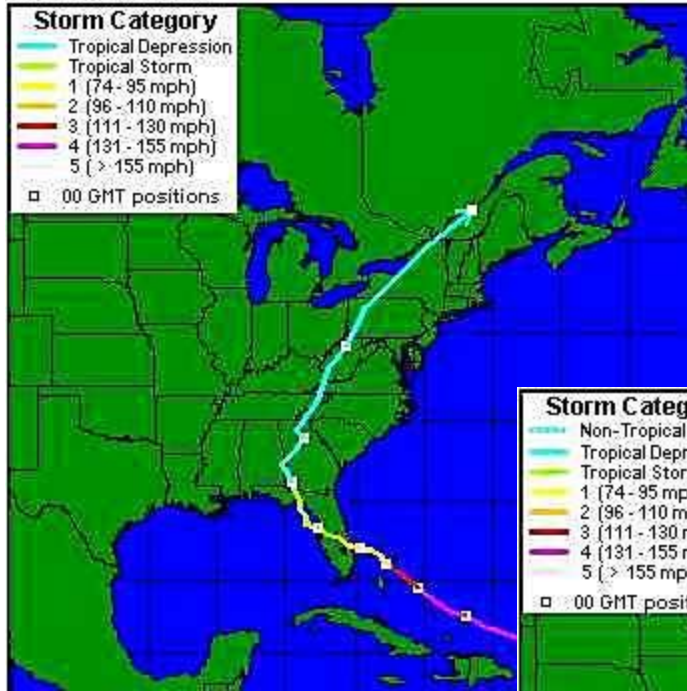 Storm Category
Tropical Depression
Tropical Storm
1 (74 - 95 mph)
2 (96 - 110 mph)
3 (111 - 130 mph)
4 (131 - 155 mph)
5 ( > 155 mph)
00 GMT positions
Storm Categ
Non-Tropical
Tropical Depr
Tropical Stor
1 (74 - 95 mp
2 (96 - 110 m
3 (111 - 130 m
4 (131 - 155 m
5 ( > 155 mp
00 GMT posit